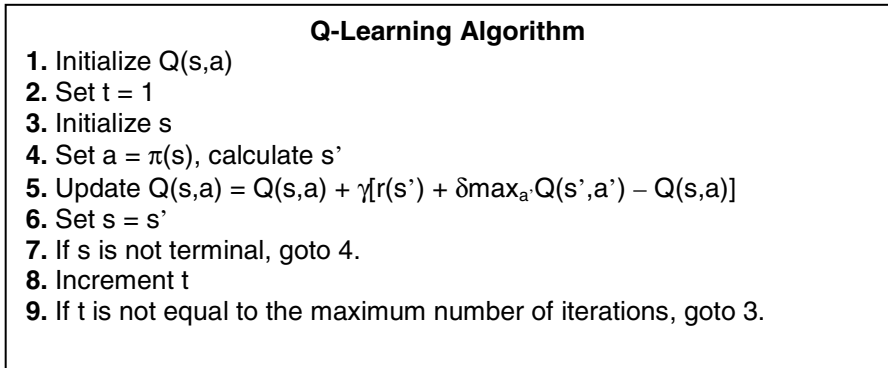 Q-Learning Algorithm
1. Initialize Q(s,a)
2. Set t = 1
3. Initialize s
4. Set a = π(s), calculate s’
5. Update Q(s,a) = Q(s,a) + γ[r(s’) + δmaxₐ’Q(s’,a’) – Q(s,a)]
6. Set s = s’
7. If s is not terminal, goto 4.
8. Increment t
9. If t is not equal to the maximum number of iterations, goto 3.